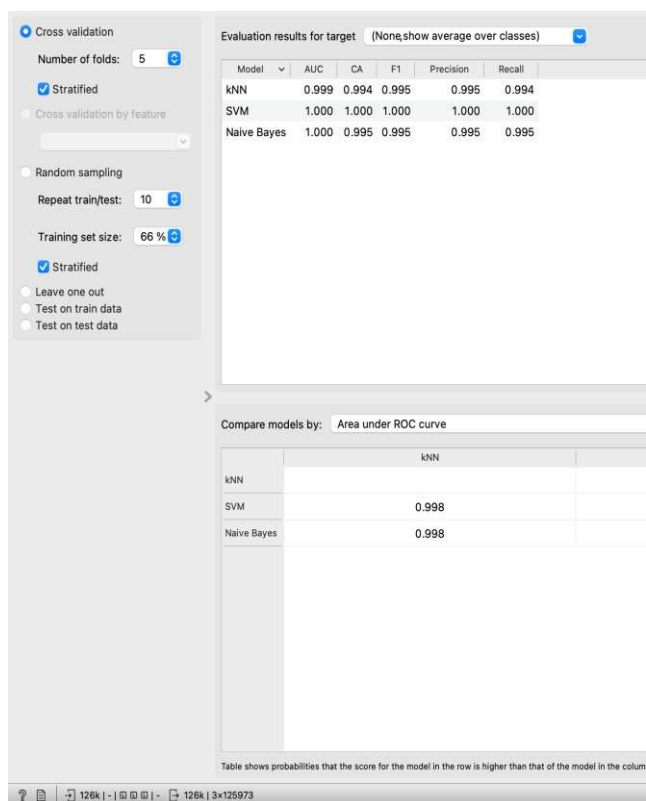 Cross validation
Number of folds: 5
Stratified
Cross validation by feature
Random sampling
Repeat train/test: 10
Training set size: 66 %
Stratified
Leave one out
Test on train data
Test on test data
Evaluation results for target (None, show average over classes)
Model AUC CA F1 Precision Recall
kNN 0.999 0.994 0.995 0.995 0.994
SVM 1.000 1.000 1.000 1.000 1.000
Naive Bayes 1.000 0.995 0.995 0.995 0.995
Compare models by: Area under ROC curve
kNN
kNN
SVM 0.998
Naive Bayes 0.998
Table shows probabilities that the score for the model in the row is higher than that of the model in the colum
? 126k | - | - 126k | 3×125973